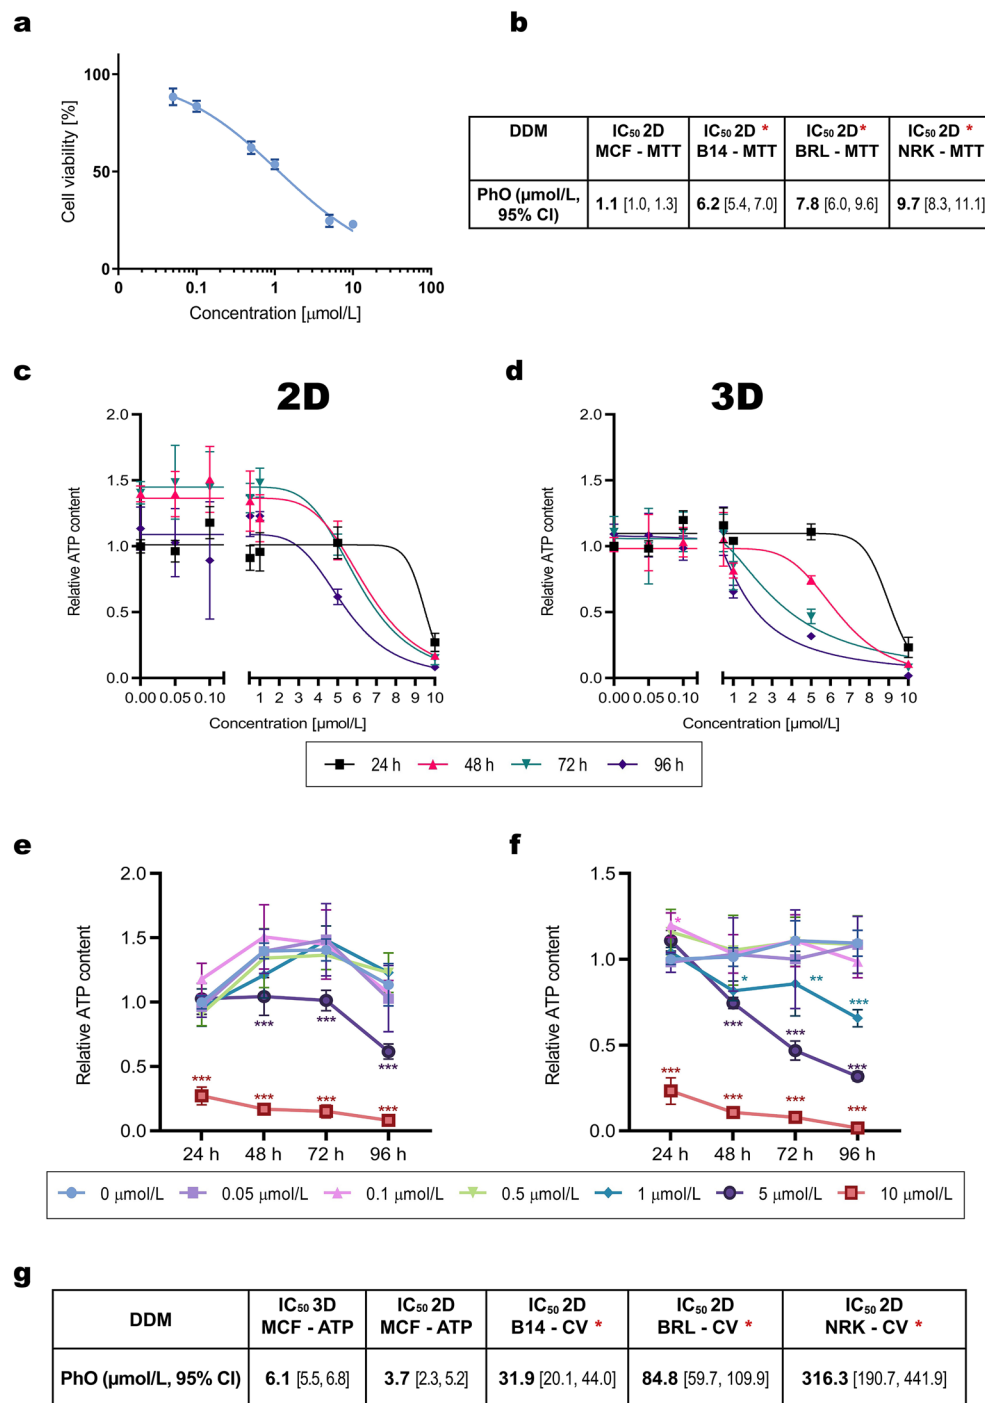 a
100
50
0
Cell viability [%]
0 0.1 1 10 100
Concentration [µmol/L]
b
DDM
IC50 2D
MCF - MTT
IC50 2D *
B14 - MTT
IC50 2D*
BRL - MTT
IC50 2D *
NRK - MTT
PhO (µmol/L,
95% CI)
1.1 [1.0, 1.3]
6.2 [5.4, 7.0]
7.8 [6.0, 9.6]
9.7 [8.3, 11.1]
c
2D
2.0
1.5
1.0
0.5
0.0
Relative ATP content
0.00 0.05 0.10 1 2 3 4 5 6 7 8 9 10
Concentration [µmol/L]
d
3D
2.0
1.5
1.0
0.5
0.0
Relative ATP content
0.00 0.05 0.10 1 2 3 4 5 6 7 8 9 10
Concentration [µmol/L]
24 h 48 h 72 h 96 h
e
2.0
1.5
1.0
0.5
0.0
Relative ATP content
*** *** ***
*** *** *** ***
24 h 48 h 72 h 96 h
f
1.5
1.0
0.5
0.0
Relative ATP content
*
* ** ***
*** *** ***
*** *** *** ***
24 h 48 h 72 h 96 h
0 µmol/L 0.05 µmol/L 0.1 µmol/L 0.5 µmol/L 1 µmol/L 5 µmol/L 10 µmol/L
g
DDM
IC50 3D
MCF - ATP
IC50 2D
MCF - ATP
IC50 2D
B14 - CV *
IC50 2D
BRL - CV *
IC50 2D
NRK - CV *
PhO (µmol/L, 95% CI)
6.1 [5.5, 6.8]
3.7 [2.3, 5.2]
31.9 [20.1, 44.0]
84.8 [59.7, 109.9]
316.3 [190.7, 441.9]